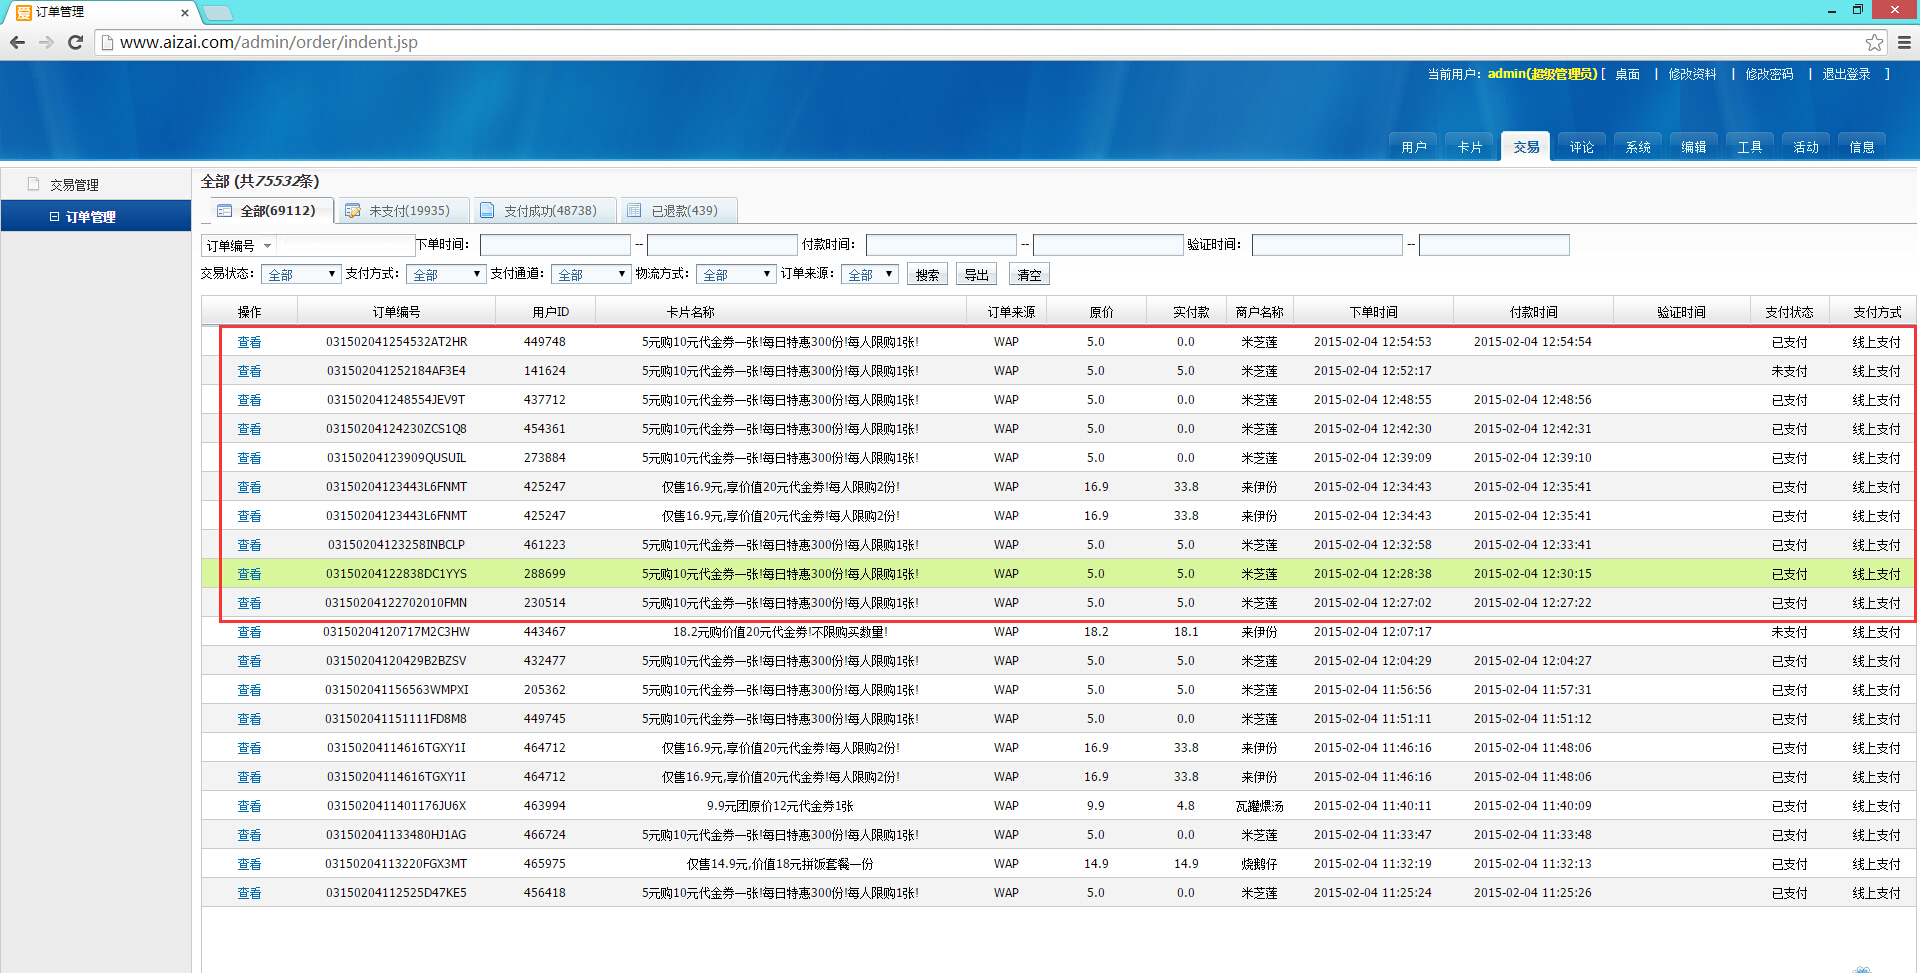 订单管理
www.aizai.com/admin/order/indent.jsp
当前用户：admin(超级管理员)[ 桌面 | 修改资料 | 修改密码 | 退出登录 ]
用户 卡片 交易 评论 系统 编辑 工具 活动 信息
交易管理
订单管理
全部 (共75532条)
全部(69112) 未支付(19935) 支付成功(48738) 已退款(439)
订单编号 下单时间： -- 付款时间： -- 验证时间： --
交易状态： 全部 支付方式： 全部 支付通道： 全部 物流方式： 全部 订单来源： 全部 搜索 导出 清空
操作 订单编号 用户ID 卡片名称 订单来源 原价 实付款 商户名称 下单时间 付款时间 验证时间 支付状态 支付方式
查看 031502041254532AT2HR 449748 5元购10元代金券一张!每日特惠300份!每人限购1张! WAP 5.0 0.0 米芝莲 2015-02-04 12:54:53 2015-02-04 12:54:54 已支付 线上支付
查看 031502041252184AF3E4 141624 5元购10元代金券一张!每日特惠300份!每人限购1张! WAP 5.0 5.0 米芝莲 2015-02-04 12:52:17 未支付 线上支付
查看 031502041248554JEV9T 437712 5元购10元代金券一张!每日特惠300份!每人限购1张! WAP 5.0 0.0 米芝莲 2015-02-04 12:48:55 2015-02-04 12:48:56 已支付 线上支付
查看 03150204124230ZCS1Q8 454361 5元购10元代金券一张!每日特惠300份!每人限购1张! WAP 5.0 0.0 米芝莲 2015-02-04 12:42:30 2015-02-04 12:42:31 已支付 线上支付
查看 03150204123909QUSUIL 273884 5元购10元代金券一张!每日特惠300份!每人限购1张! WAP 5.0 0.0 米芝莲 2015-02-04 12:39:09 2015-02-04 12:39:10 已支付 线上支付
查看 03150204123443L6FNMT 425247 仅售16.9元,享价值20元代金券!每人限购2份! WAP 16.9 33.8 来伊份 2015-02-04 12:34:43 2015-02-04 12:35:41 已支付 线上支付
查看 03150204123443L6FNMT 425247 仅售16.9元,享价值20元代金券!每人限购2份! WAP 16.9 33.8 来伊份 2015-02-04 12:34:43 2015-02-04 12:35:41 已支付 线上支付
查看 03150204123258INBCLP 461223 5元购10元代金券一张!每日特惠300份!每人限购1张! WAP 5.0 5.0 米芝莲 2015-02-04 12:32:58 2015-02-04 12:33:41 已支付 线上支付
查看 03150204122838DC1YYS 288699 5元购10元代金券一张!每日特惠300份!每人限购1张! WAP 5.0 5.0 米芝莲 2015-02-04 12:28:38 2015-02-04 12:30:15 已支付 线上支付
查看 03150204122702010FMN 230514 5元购10元代金券一张!每日特惠300份!每人限购1张! WAP 5.0 5.0 米芝莲 2015-02-04 12:27:02 2015-02-04 12:27:22 已支付 线上支付
查看 03150204120717M2C3HW 443467 18.2元购价值20元代金券!不限购买数量! WAP 18.2 18.1 来伊份 2015-02-04 12:07:17 未支付 线上支付
查看 03150204120429B2BZSV 432477 5元购10元代金券一张!每日特惠300份!每人限购1张! WAP 5.0 5.0 米芝莲 2015-02-04 12:04:29 2015-02-04 12:04:27 已支付 线上支付
查看 031502041156563WMPXI 205362 5元购10元代金券一张!每日特惠300份!每人限购1张! WAP 5.0 5.0 米芝莲 2015-02-04 11:56:56 2015-02-04 11:57:31 已支付 线上支付
查看 031502041151111FD8M8 449745 5元购10元代金券一张!每日特惠300份!每人限购1张! WAP 5.0 0.0 米芝莲 2015-02-04 11:51:11 2015-02-04 11:51:12 已支付 线上支付
查看 03150204114616TGXY1I 464712 仅售16.9元,享价值20元代金券!每人限购2份! WAP 16.9 33.8 来伊份 2015-02-04 11:46:16 2015-02-04 11:48:06 已支付 线上支付
查看 03150204114616TGXY1I 464712 仅售16.9元,享价值20元代金券!每人限购2份! WAP 16.9 33.8 来伊份 2015-02-04 11:46:16 2015-02-04 11:48:06 已支付 线上支付
查看 0315020411401176JU6X 463994 9.9元团原价12元代金券1张 WAP 9.9 4.8 瓦罐煨汤 2015-02-04 11:40:11 2015-02-04 11:40:09 已支付 线上支付
查看 031502041133480HJ1AG 466724 5元购10元代金券一张!每日特惠300份!每人限购1张! WAP 5.0 0.0 米芝莲 2015-02-04 11:33:47 2015-02-04 11:33:48 已支付 线上支付
查看 03150204113220FGX3MT 465975 仅售14.9元,价值18元拼饭套餐一份 WAP 14.9 14.9 烧鹅仔 2015-02-04 11:32:19 2015-02-04 11:32:13 已支付 线上支付
查看 03150204112525D47KE5 456418 5元购10元代金券一张!每日特惠300份!每人限购1张! WAP 5.0 0.0 米芝莲 2015-02-04 11:25:24 2015-02-04 11:25:26 已支付 线上支付